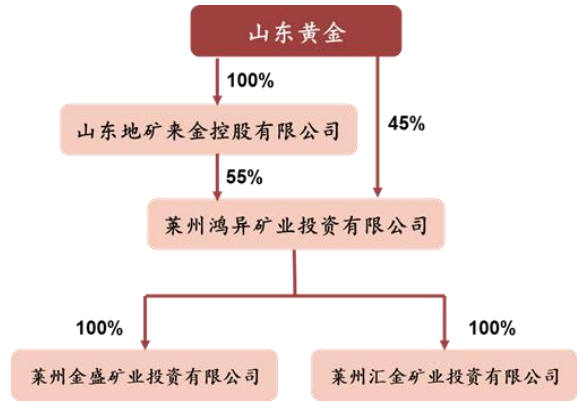 山东黄金
100%
山东地矿来金控股有限公司
45%
55%
莱州鸿异矿业投资有限公司
100%
100%
莱州金盛矿业投资有限公司
莱州汇金矿业投资有限公司